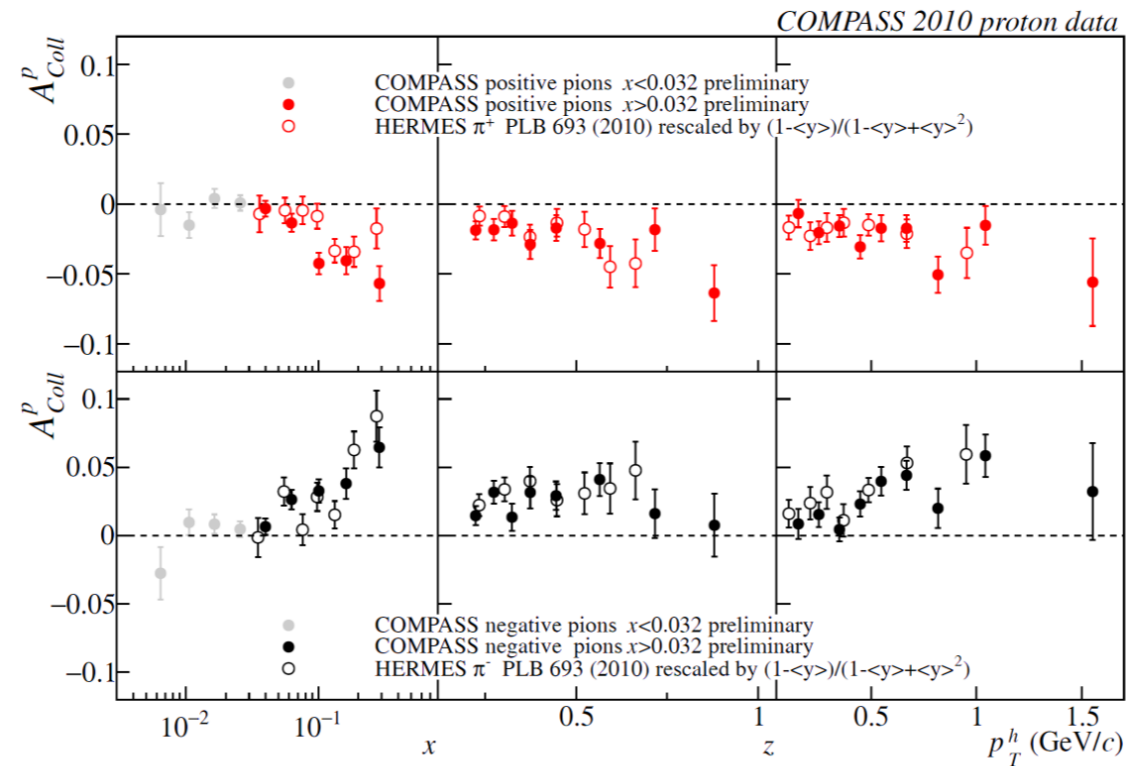 COMPASS 2010 proton data
A^p_Coll
0.1
0.05
0
−0.05
−0.1
COMPASS positive pions x<0.032 preliminary
COMPASS positive pions x>0.032 preliminary
HERMES π⁺ PLB 693 (2010) rescaled by (1-<y>)/(1-<y>+<y>²)
A^p_Coll
0.1
0.05
0
−0.05
−0.1
COMPASS negative pions x<0.032 preliminary
COMPASS negative pions x>0.032 preliminary
HERMES π⁻ PLB 693 (2010) rescaled by (1-<y>)/(1-<y>+<y>²)
10⁻² 10⁻¹ 0.5 1 0.5 1 1.5
x z p_T^h (GeV/c)